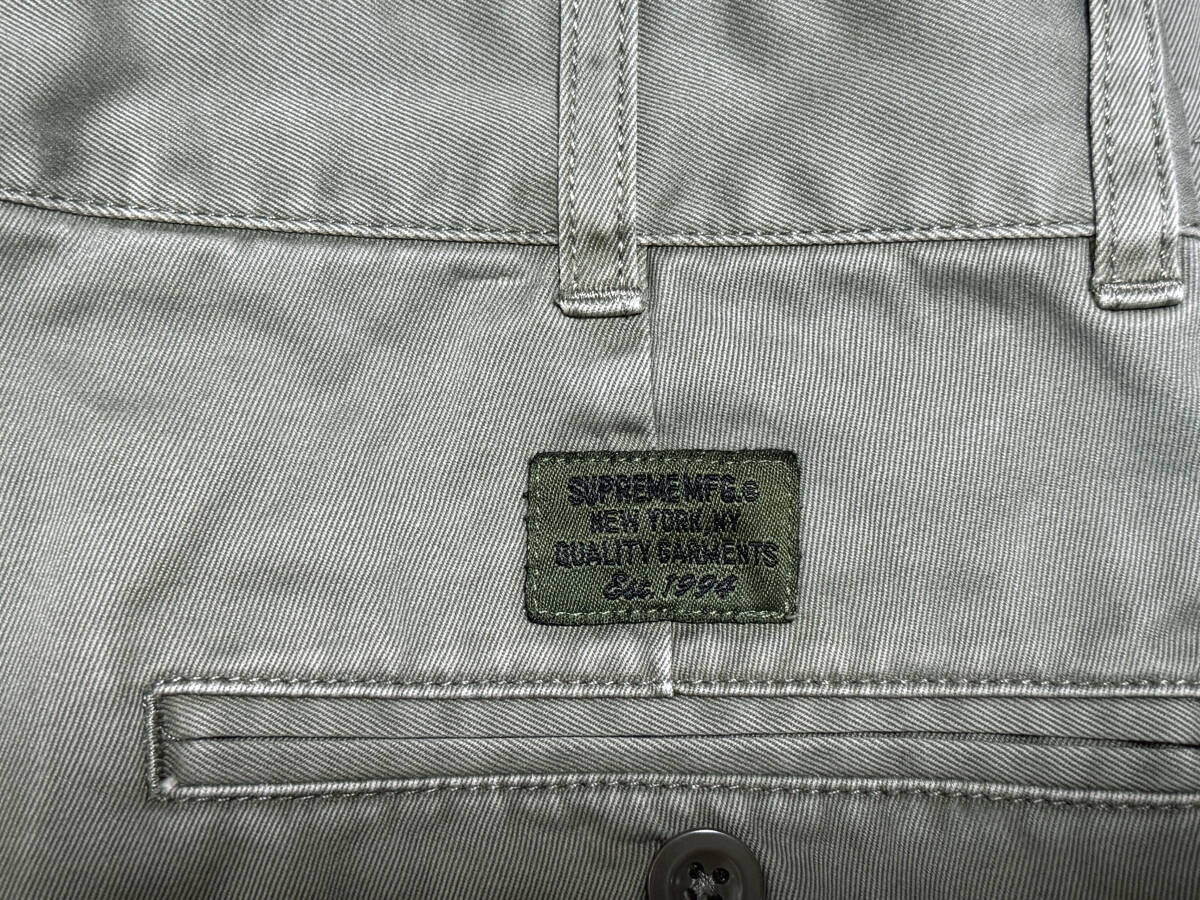 SUPREME MFG.©
NEW YORK, NY
QUALITY GARMENTS
Est. 1994